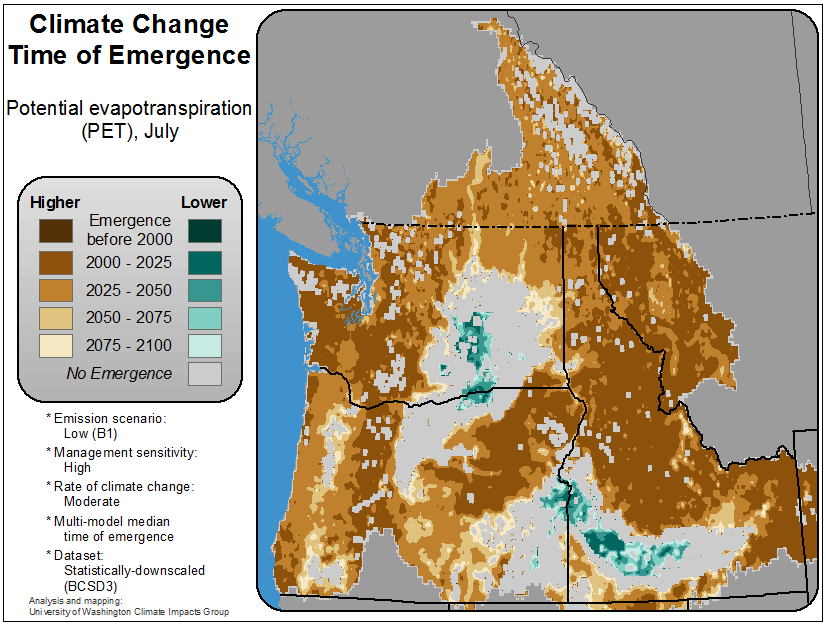 Climate Change
Time of Emergence
Potential evapotranspiration
(PET), July
Higher Lower
Emergence
before 2000
2000 - 2025
2025 - 2050
2050 - 2075
2075 - 2100
No Emergence
* Emission scenario:
Low (B1)
* Management sensitivity:
High
* Rate of climate change:
Moderate
* Multi-model median
time of emergence
* Dataset:
Statistically-downscaled
(BCSD3)
Analysis and mapping:
University of Washington Climate Impacts Group